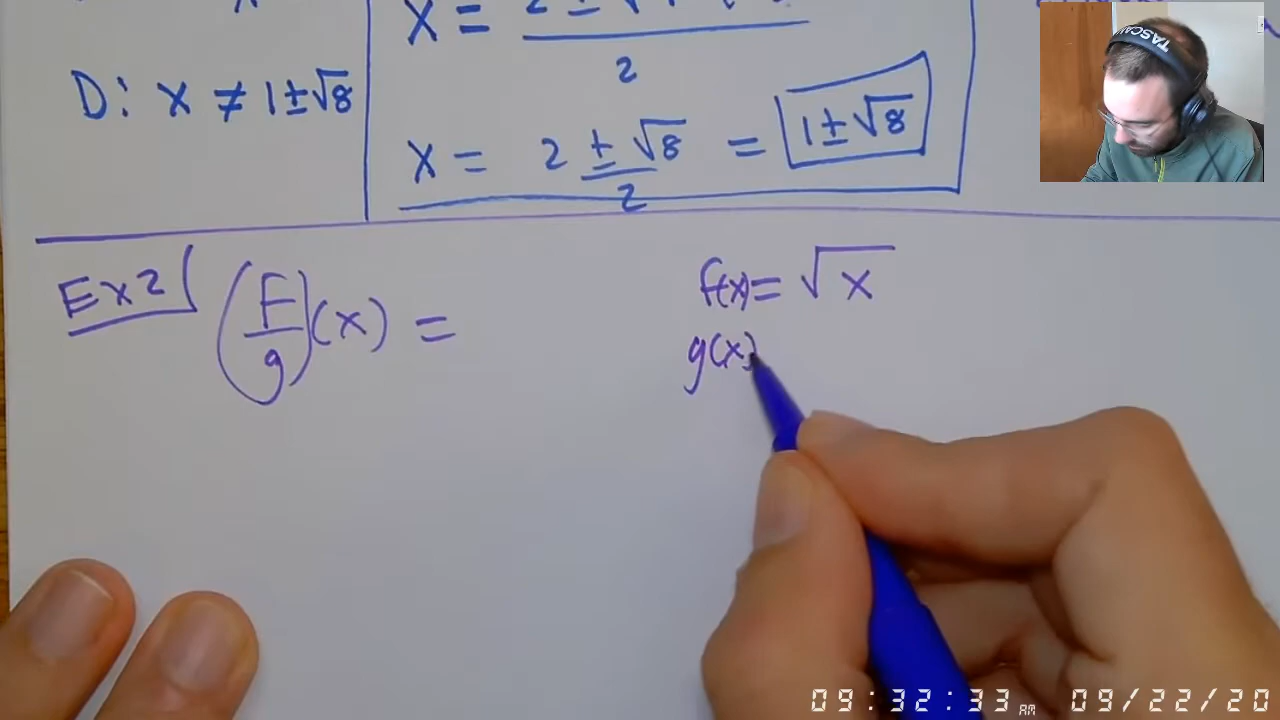 D: x ≠ 1±√8
x =
2
x = 2 ± √8 / 2 = 1±√8
Ex2 (F/g)(x) =
f(x) = √x
g(x)
TASCAM
09:32:33 AM 09/22/20